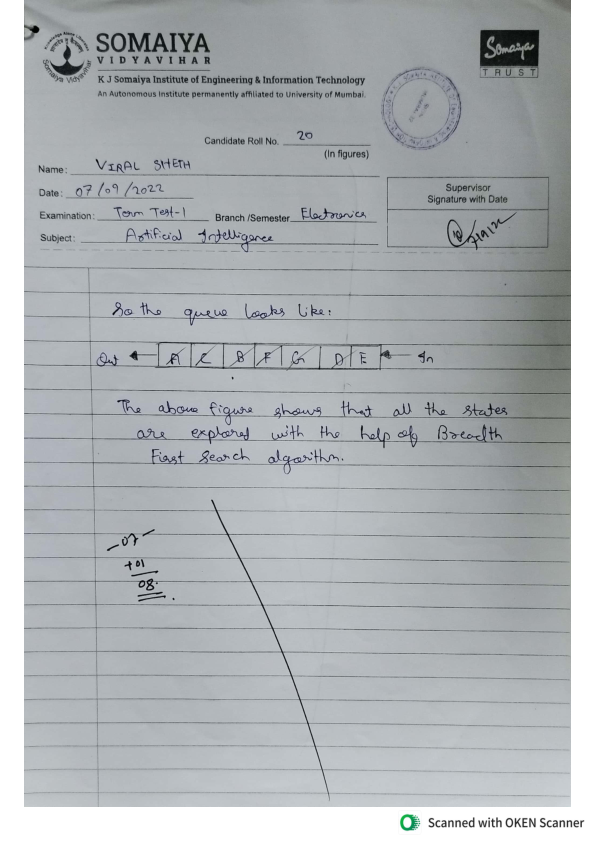 SOMAIYA
VIDYAVIHAR
Somaiya
TRUST
K J Somaiya Institute of Engineering & Information Technology
An Autonomous Institute permanently affiliated to University of Mumbai.
Candidate Roll No. 20
(In figures)
Name: VIRAL SHETH
Date: 07/09/2022
Examination: Term Test-1 Branch /Semester Electronics
Subject: Artificial Intelligence
Supervisor
Signature with Date
So the queue looks like:
Out A C B F G D E In
The above figure shows that all the states
are explored with the help of Breadth
First Search algorithm.
-07-
+01
08.
Scanned with OKEN Scanner